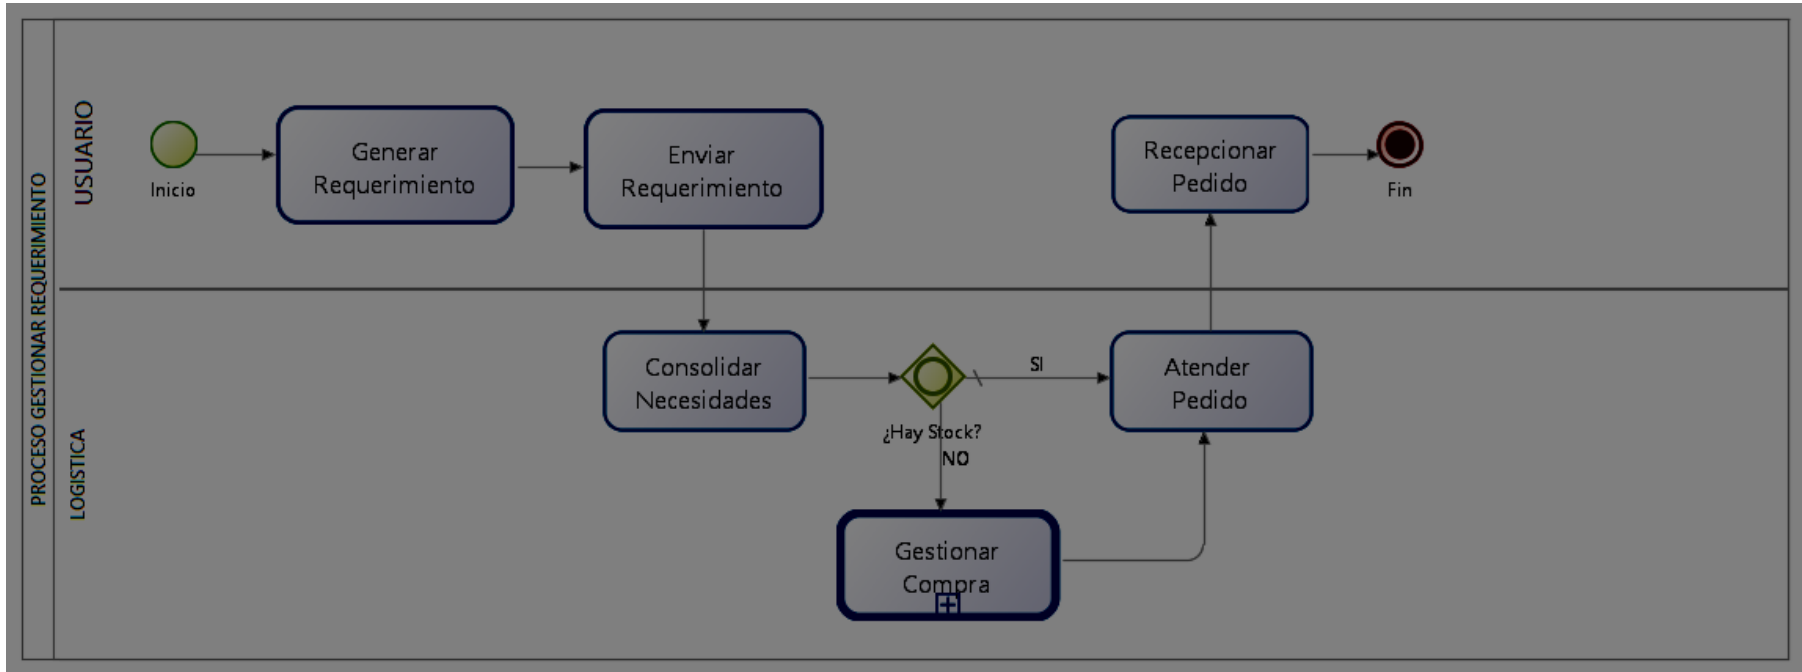 PROCESO GESTIONAR REQUERIMIENTO
USUARIO
Inicio
Generar
Requerimiento
Enviar
Requerimiento
Recepcionar
Pedido
Fin
LOGISTICA
Consolidar
Necesidades
¿Hay Stock?
SI
NO
Atender
Pedido
Gestionar
Compra